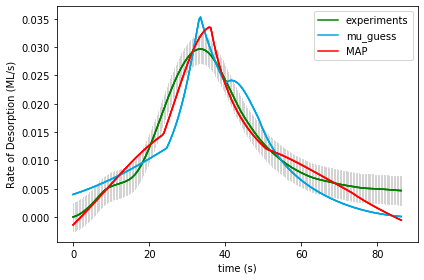 experiments
mu_guess
MAP
Rate of Desorption (ML/s)
0.035
0.030
0.025
0.020
0.015
0.010
0.005
0.000
0
20
40
60
80
time (s)